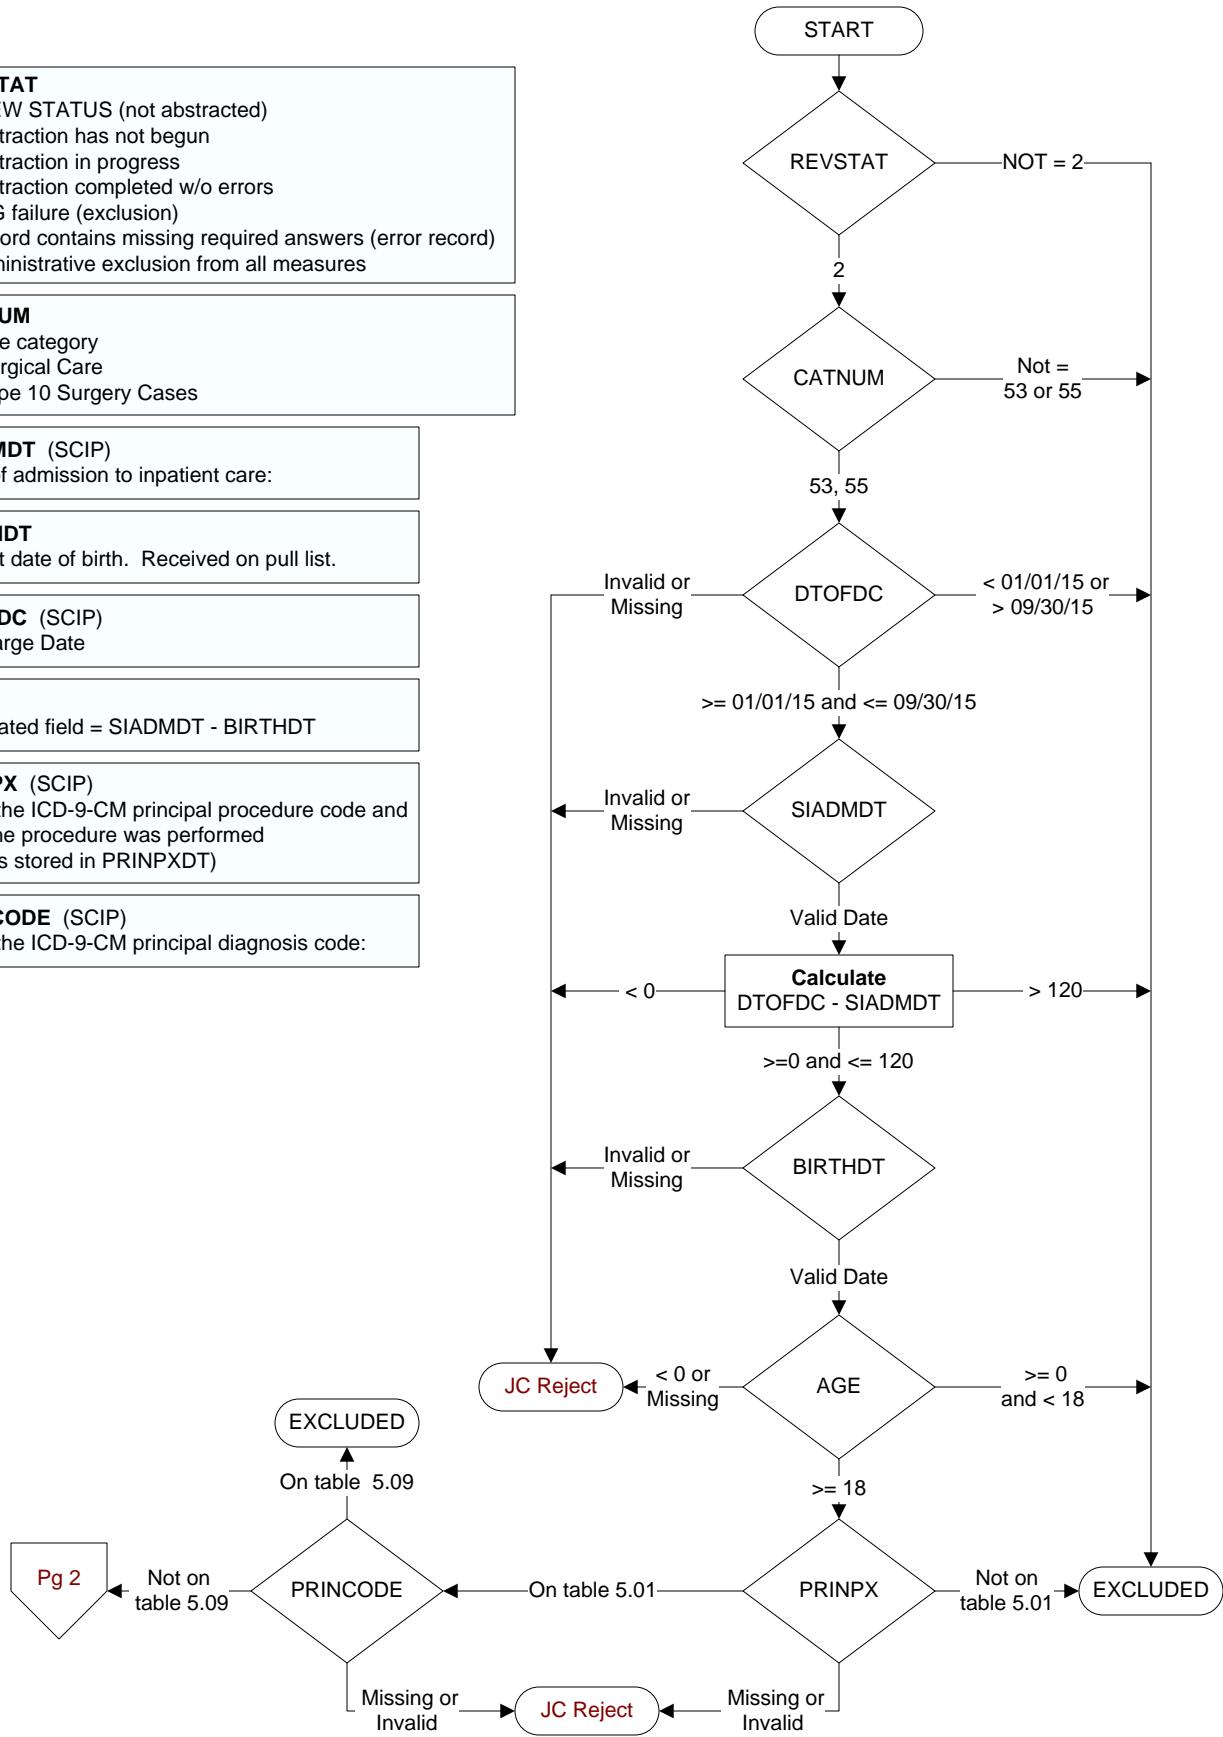 TAT
EW STATUS (not abstracted)
traction has not begun
traction in progress
traction completed w/o errors
G failure (exclusion)
ord contains missing required answers (error record)
ministrative exclusion from all measures
UM
e category
rgical Care
pe 10 Surgery Cases
MDT (SCIP)
of admission to inpatient care:
HDT
t date of birth. Received on pull list.
DC (SCIP)
arge Date
ated field = SIADMDT - BIRTHDT
PX (SCIP)
the ICD-9-CM principal procedure code and
he procedure was performed
s stored in PRINPXDT)
CODE (SCIP)
the ICD-9-CM principal diagnosis code:
START
REVSTAT
NOT = 2
2
CATNUM
Not =
53 or 55
53, 55
Invalid or
Missing
DTOFDC
< 01/01/15 or
> 09/30/15
>= 01/01/15 and <= 09/30/15
Invalid or
Missing
SIADMDT
Valid Date
< 0
Calculate
DTOFDC - SIADMDT
> 120
>=0 and <= 120
Invalid or
Missing
BIRTHDT
Valid Date
JC Reject
< 0 or
Missing
AGE
>= 0
and < 18
>= 18
EXCLUDED
On table 5.09
Pg 2
Not on
table 5.09
PRINCODE
On table 5.01
PRINPX
Not on
table 5.01
EXCLUDED
Missing or
Invalid
JC Reject
Missing or
Invalid